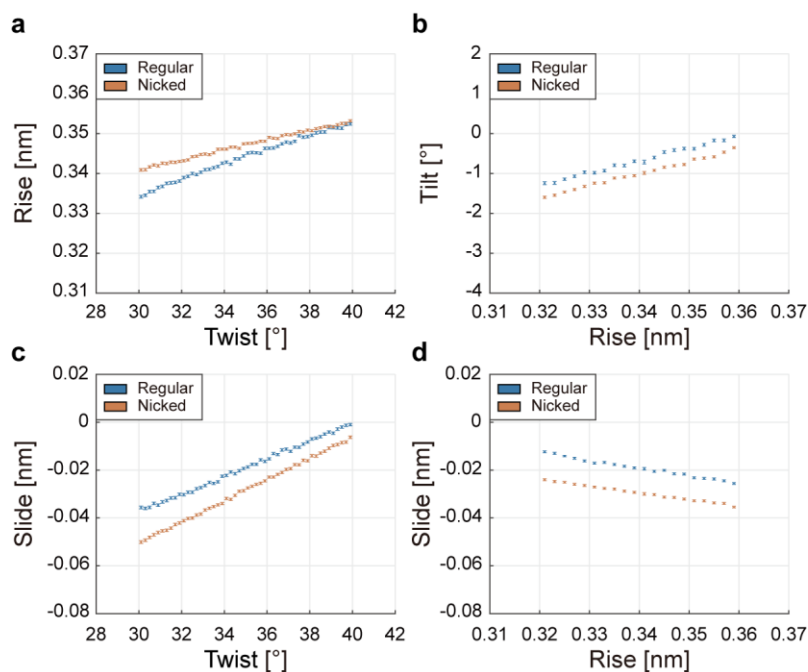 a
0.37
0.36
0.35
0.34
0.33
0.32
0.31
Rise [nm]
Regular
Nicked
28 30 32 34 36 38 40 42
Twist [°]
b
2
1
0
-1
-2
-3
-4
Tilt [°]
Regular
Nicked
0.31 0.32 0.33 0.34 0.35 0.36 0.37
Rise [nm]
c
0.02
0
-0.02
-0.04
-0.06
-0.08
Slide [nm]
Regular
Nicked
28 30 32 34 36 38 40 42
Twist [°]
d
0.02
0
-0.02
-0.04
-0.06
-0.08
Slide [nm]
Regular
Nicked
0.31 0.32 0.33 0.34 0.35 0.36 0.37
Rise [nm]